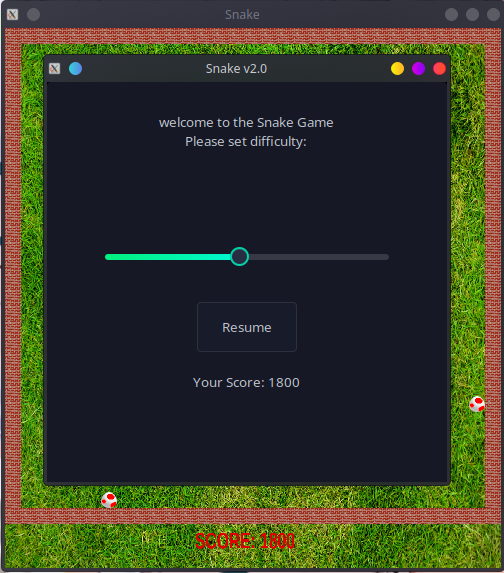 Snake
Snake v2.0
welcome to the Snake Game
Please set difficulty:
Resume
Your Score: 1800
SCORE: 1800